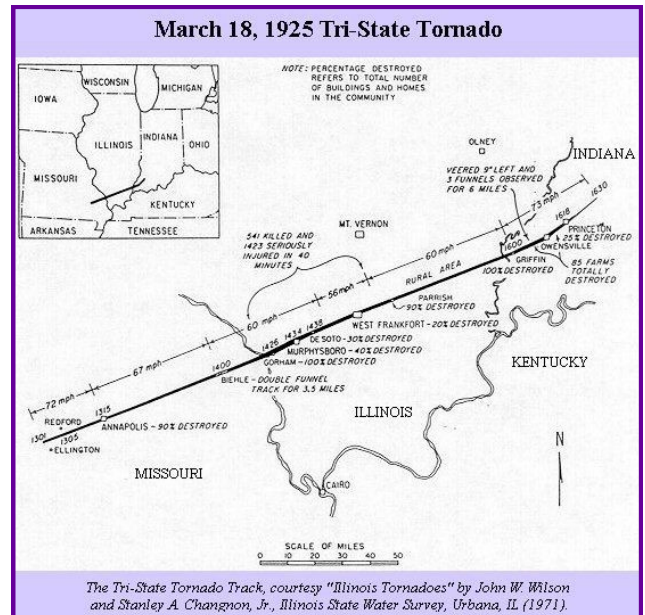 March 18, 1925 Tri-State Tornado
NOTE: PERCENTAGE DESTROYED
REFERS TO TOTAL NUMBER
OF BUILDINGS AND HOMES
IN THE COMMUNITY
WISCONSIN
MICHIGAN
IOWA
ILLINOIS
INDIANA
OHIO
MISSOURI
KENTUCKY
ARKANSAS
TENNESSEE
OLNEY
INDIANA
VEERED 9° LEFT AND
3 FUNNELS OBSERVED
FOR 6 MILES
73 mph
1630
1618
MT. VERNON
541 KILLED AND
1423 SERIOUSLY
INJURED IN 40
MINUTES
60 mph
1600
PRINCETON
25% DESTROYED
OWENSVILLE
GRIFFIN
100% DESTROYED
85 FARMS
TOTALLY
DESTROYED
RURAL AREA
56 mph
PARRISH
90% DESTROYED
60 mph
WEST FRANKFORT - 20% DESTROYED
1438
1434
1426
DE SOTO - 30% DESTROYED
MURPHYSBORO - 40% DESTROYED
GORHAM - 100% DESTROYED
KENTUCKY
67 mph
1400
BIEHLE - DOUBLE FUNNEL
TRACK FOR 3.5 MILES
72 mph
ILLINOIS
REDFORD
1315
ANNAPOLIS - 90% DESTROYED
1301
1305
ELLINGTON
MISSOURI
N
CAIRO
SCALE OF MILES
0 10 20 30 40 50
The Tri-State Tornado Track, courtesy "Illinois Tornadoes" by John W. Wilson
and Stanley A. Changnon, Jr., Illinois State Water Survey, Urbana, IL (1971).